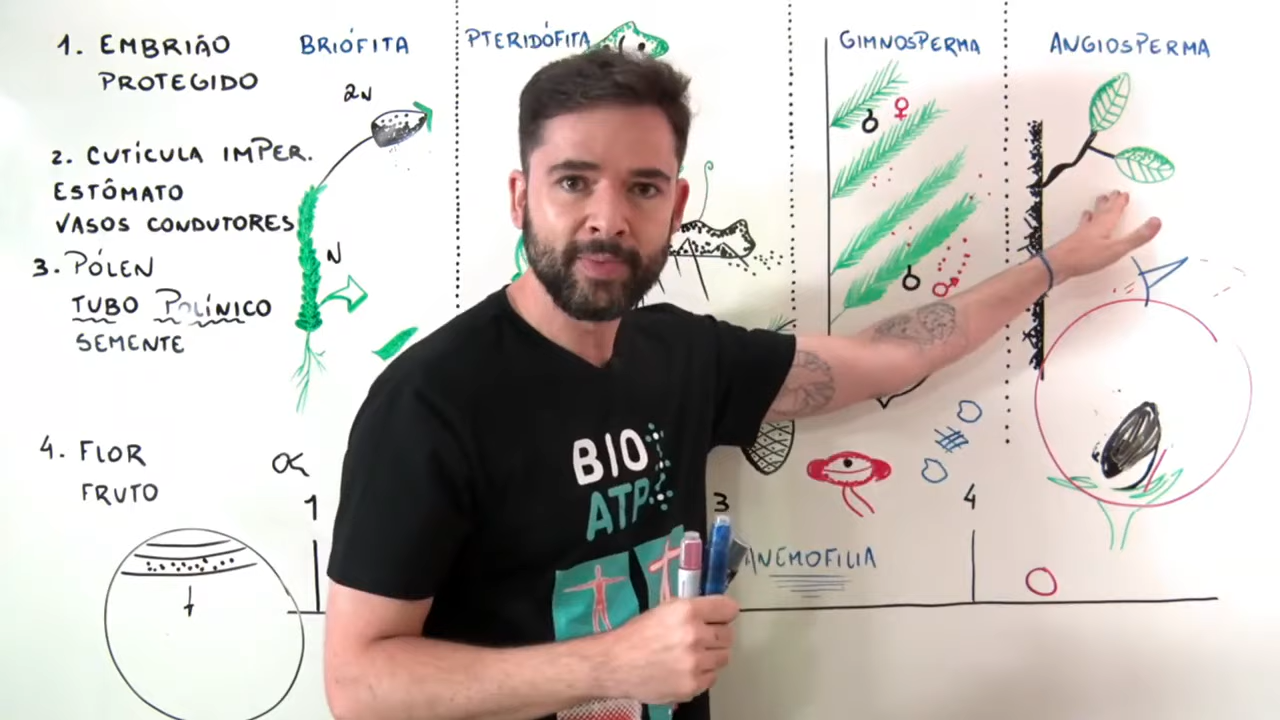 1. EMBRIÃO
PROTEGIDO
2. CUTÍCULA IMPER.
ESTÔMATO
VASOS CONDUTORES
3. PÓLEN
TUBO POLÍNICO
SEMENTE
4. FLOR
FRUTO
BRIÓFITA
2N
N
PTERIDÓFITA
GIMNOSPERMA
ANGIOSPERMA
1
3
4
ANEMOFILIA
BIO
ATP